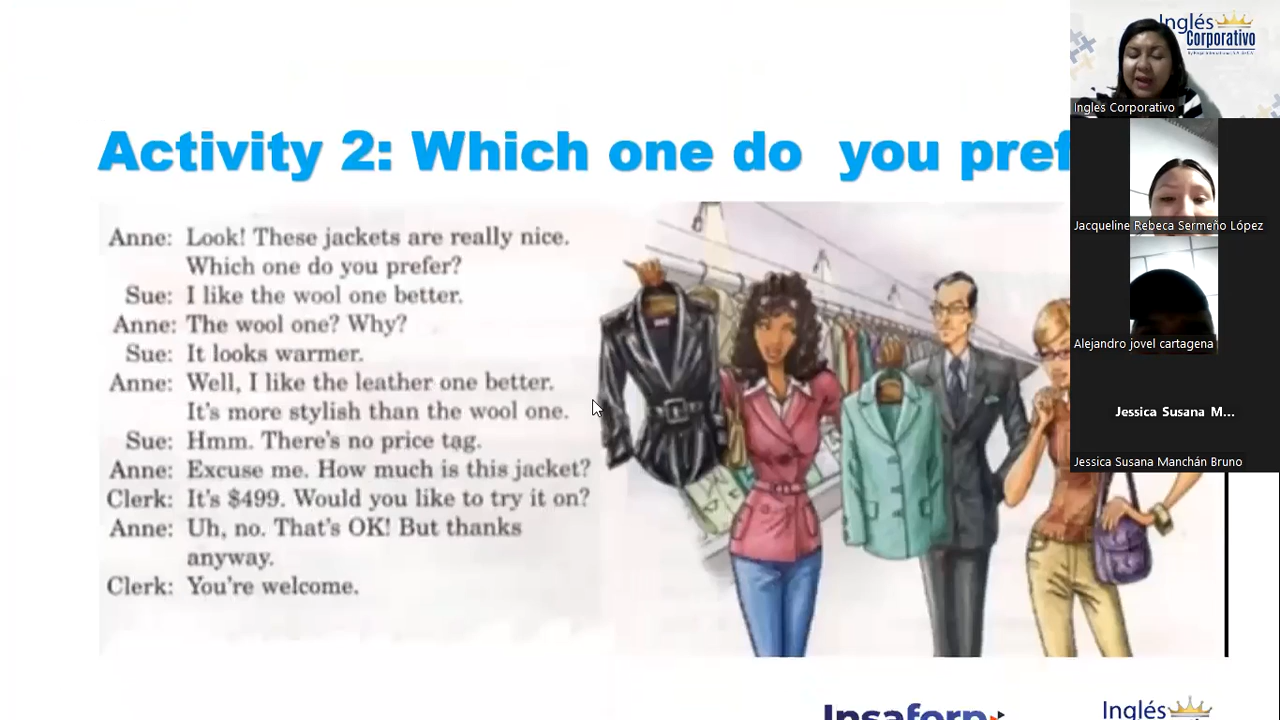 Activity 2: Which one do you pref
Anne: Look! These jackets are really nice.
Which one do you prefer?
Sue: I like the wool one better.
Anne: The wool one? Why?
Sue: It looks warmer.
Anne: Well, I like the leather one better.
It's more stylish than the wool one.
Sue: Hmm. There's no price tag.
Anne: Excuse me. How much is this jacket?
Clerk: It's $499. Would you like to try it on?
Anne: Uh, no. That's OK! But thanks
anyway.
Clerk: You're welcome.
Insaforp
Inglés
Inglés
Corporativo
Ingles Corporativo
Jacqueline Rebeca Sermeño López
Alejandro jovel cartagena
Jessica Susana M...
Jessica Susana Manchán Bruno